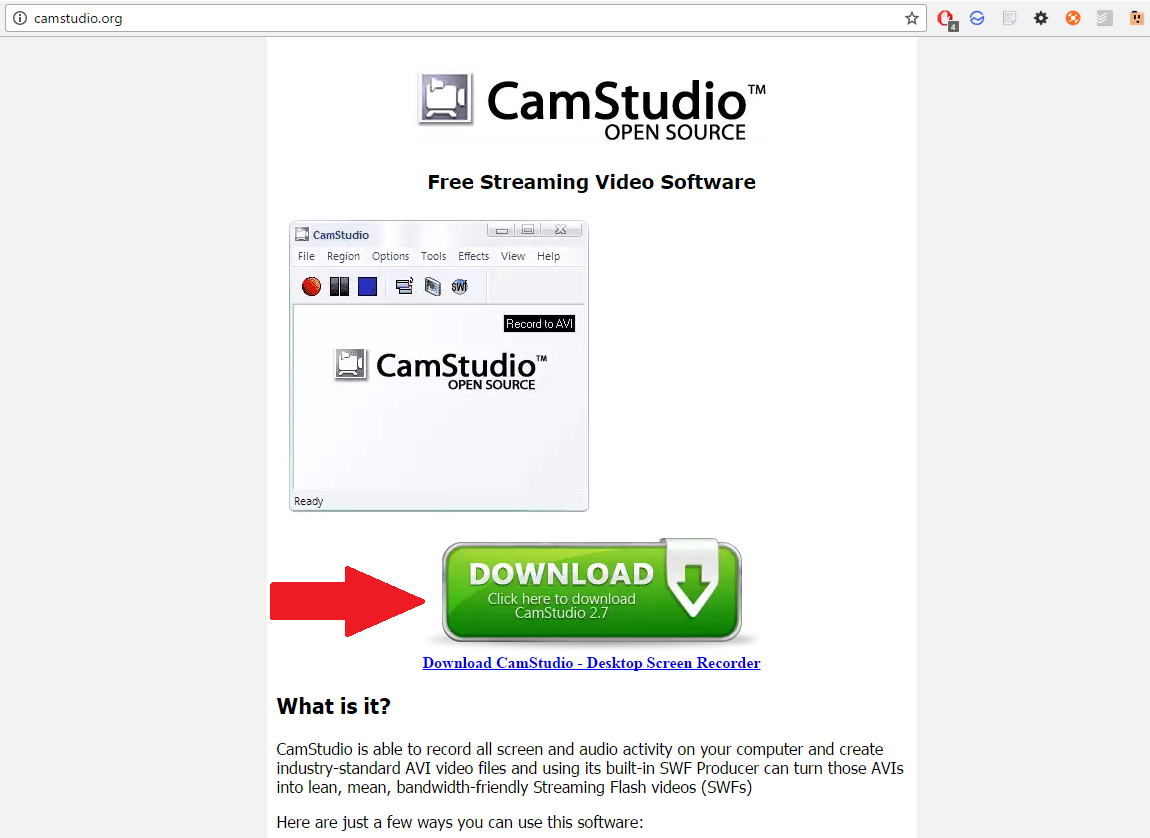 camstudio.org
4
CamStudio™
OPEN SOURCE
Free Streaming Video Software
CamStudio
File Region Options Tools Effects View Help
SWF
Record to AVI
CamStudio™
OPEN SOURCE
Ready
DOWNLOAD
Click here to download
CamStudio 2.7
Download CamStudio - Desktop Screen Recorder
What is it?
CamStudio is able to record all screen and audio activity on your computer and create
industry-standard AVI video files and using its built-in SWF Producer can turn those AVIs
into lean, mean, bandwidth-friendly Streaming Flash videos (SWFs)
Here are just a few ways you can use this software: